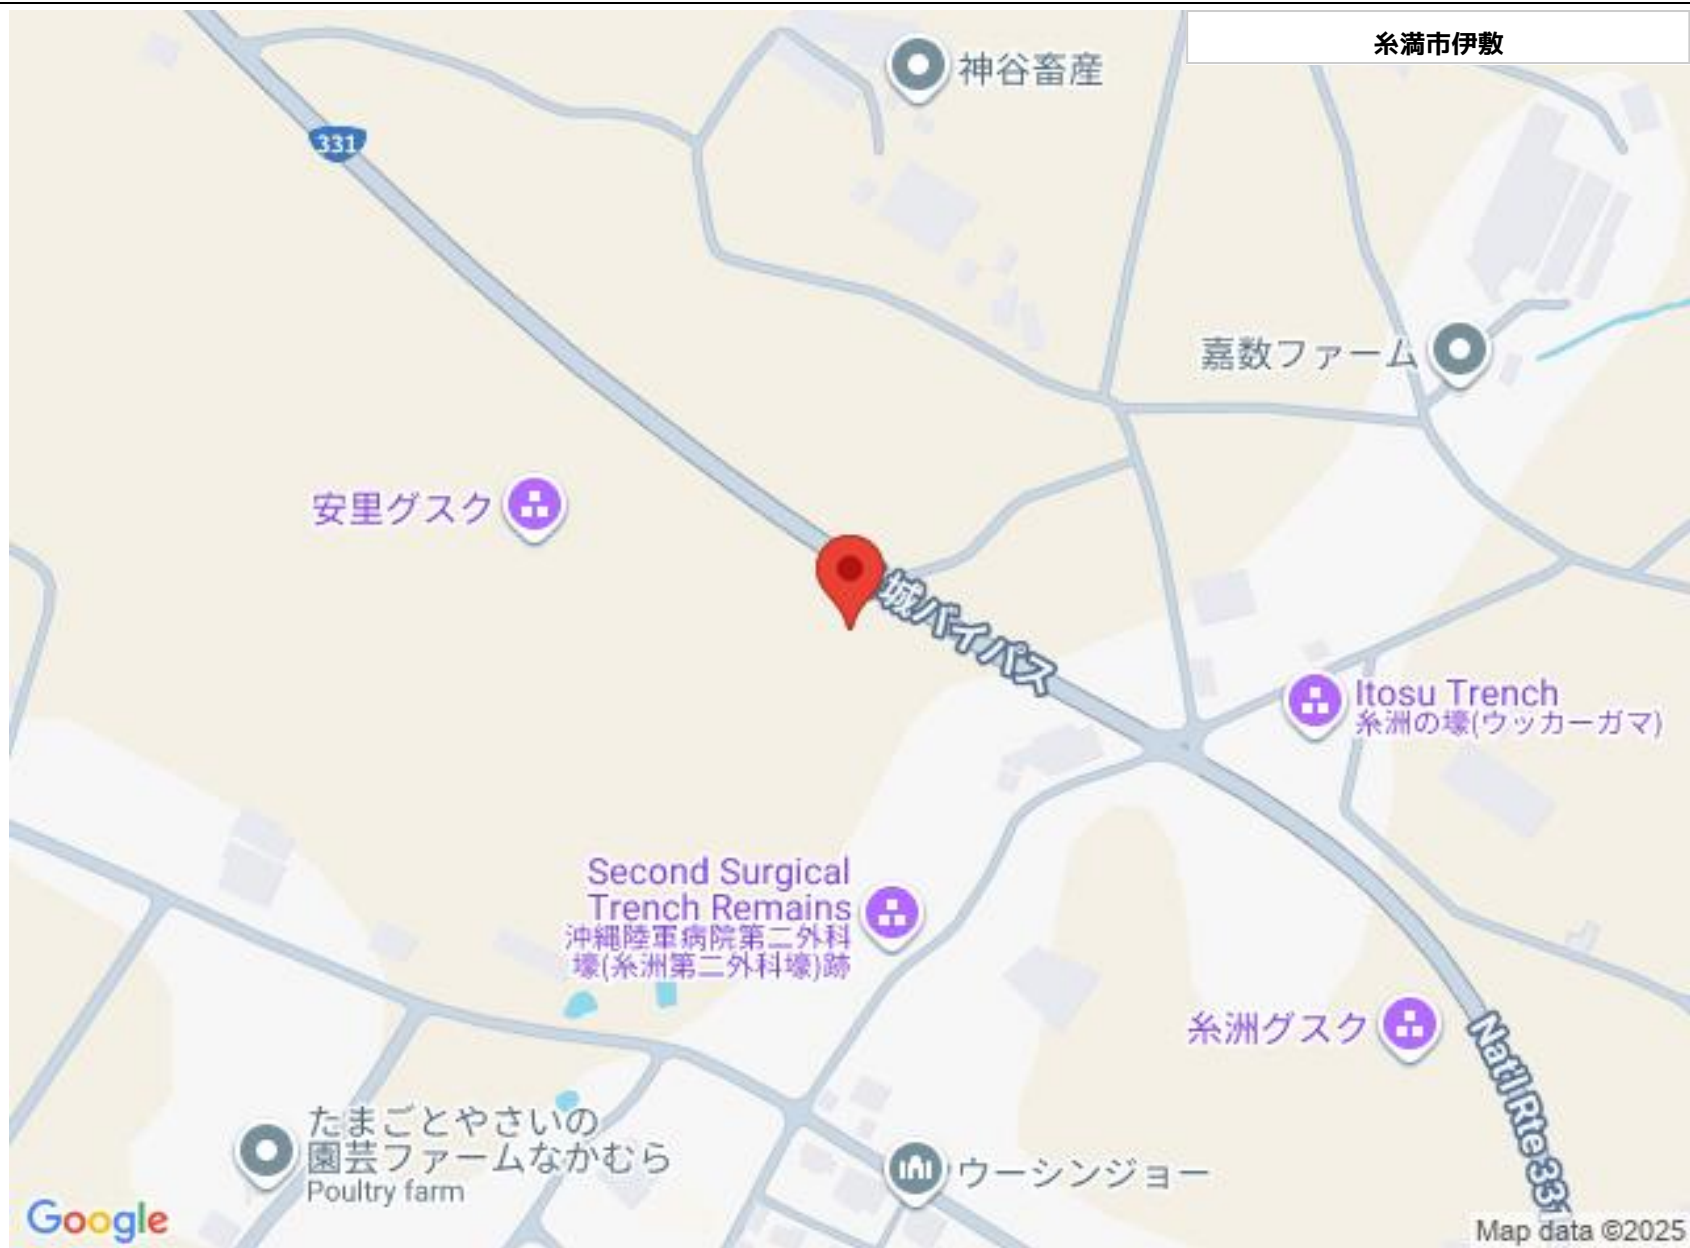 糸満市伊敷
神谷畜産
331
嘉数ファーム
安里グスク
城バイパス
Itosu Trench
糸洲の壕(ウッカーガマ)
Second Surgical
Trench Remains
沖縄陸軍病院第二外科
壕(糸洲第二外科壕)跡
糸洲グスク
Nat'l Rte 331
たまごとやさいの
園芸ファームなかむら
Poultry farm
ウーシンジョー
Google
Map data ©2025